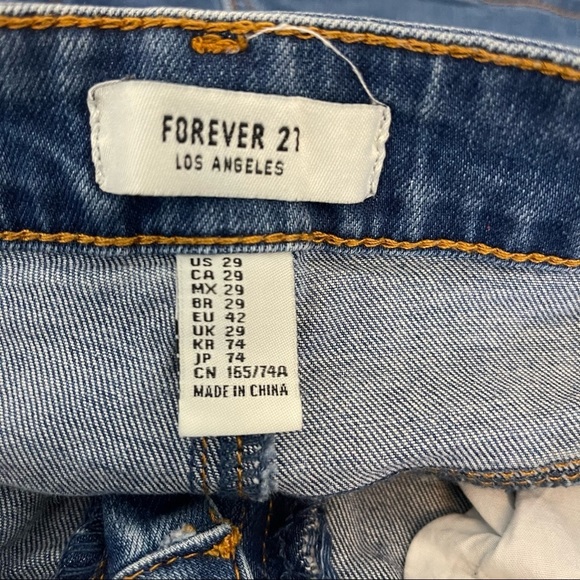 FOREVER 21
LOS ANGELES
US 29
CA 29
MX 29
BR 29
EU 42
UK 29
KR 74
JP 74
CN 165/74A
MADE IN CHINA